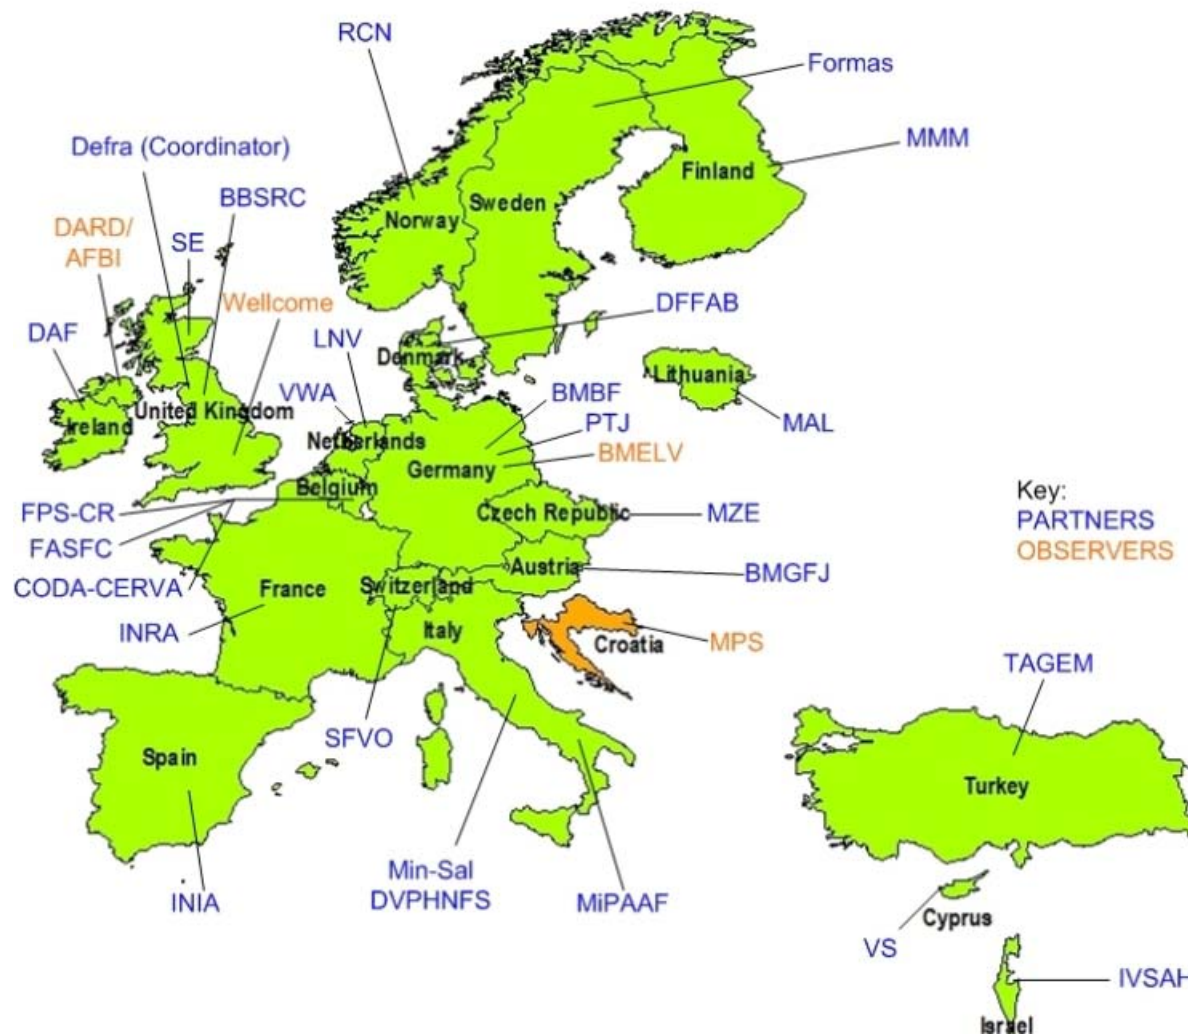 RCN
Formas
Defra (Coordinator)
MMM
BBSRC
Finland
DARD/
AFBI
SE
Sweden
Norway
Wellcome
DFFAB
DAF
LNV
Denmark
Lithuania
VWA
BMBF
United Kingdom
PTJ
MAL
Ireland
Netherlands
BMELV
Germany
Belgium
Key:
FPS-CR
Czech Republic
MZE
PARTNERS
FASFC
OBSERVERS
Austria
BMGFJ
CODA-CERVA
France
Switzerland
INRA
Italy
Croatia
MPS
TAGEM
SFVO
Spain
Turkey
Min-Sal
DVPHNFS
INIA
MiPAAF
Cyprus
VS
IVSAH
Israel